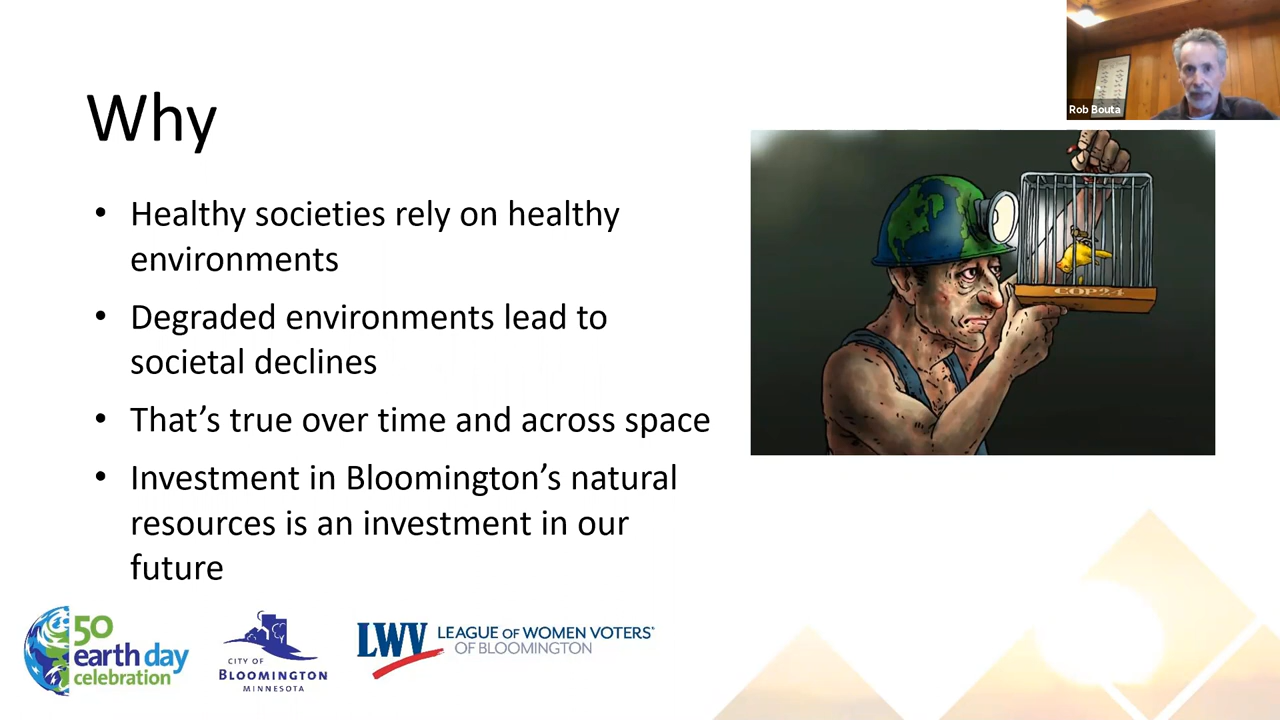 Why
• Healthy societies rely on healthy
environments
• Degraded environments lead to
societal declines
• That’s true over time and across space
• Investment in Bloomington’s natural
resources is an investment in our
future
Rob Bouta
COP24
50
earth day
celebration
CITY OF
BLOOMINGTON
MINNESOTA
LWV LEAGUE OF WOMEN VOTERS®
OF BLOOMINGTON